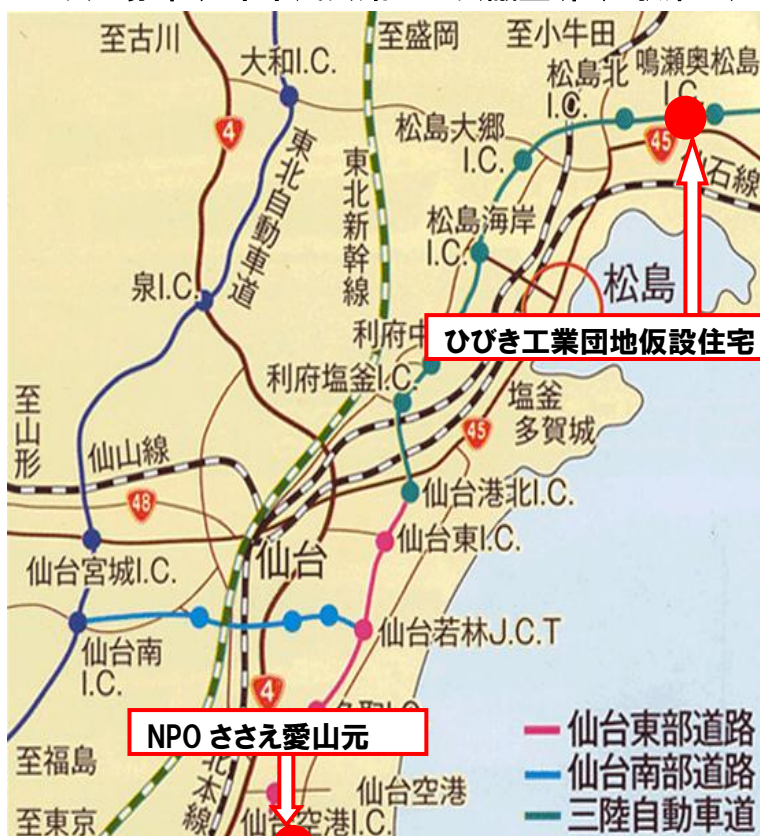 至古川
至盛岡
至小牛田
大和I.C.
松島北
I.C.
鳴瀬奥松島
I.C.
4
松島大郷
I.C.
45
仙石線
東北自動車道
東北新幹線
松島海岸
I.C.
松島
泉I.C.
利府
ひびき工業団地仮設住宅
利府塩釜I.C.
至山形
塩釜
多賀城
45
仙山線
48
仙台港北I.C.
仙台東I.C.
仙台
仙台宮城I.C.
仙台若林J.C.T
仙台南
I.C.
4
NPO ささえ愛山元
仙台東部道路
至福島
北本線
仙台南部道路
仙台空港
至東京
仙台空港I.C.
三陸自動車道